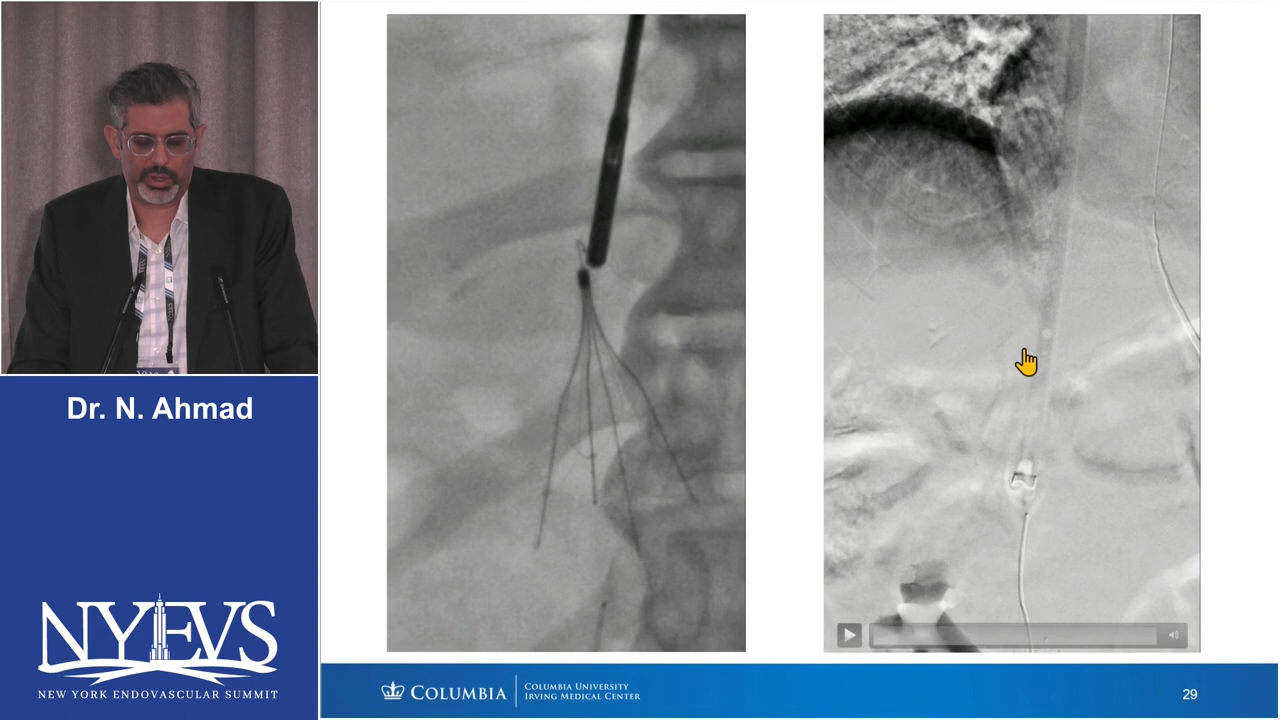 Dr. N. Ahmad
NYEVS
NEW YORK ENDOVASCULAR SUMMIT
COLUMBIA
COLUMBIA UNIVERSITY
IRVING MEDICAL CENTER
29